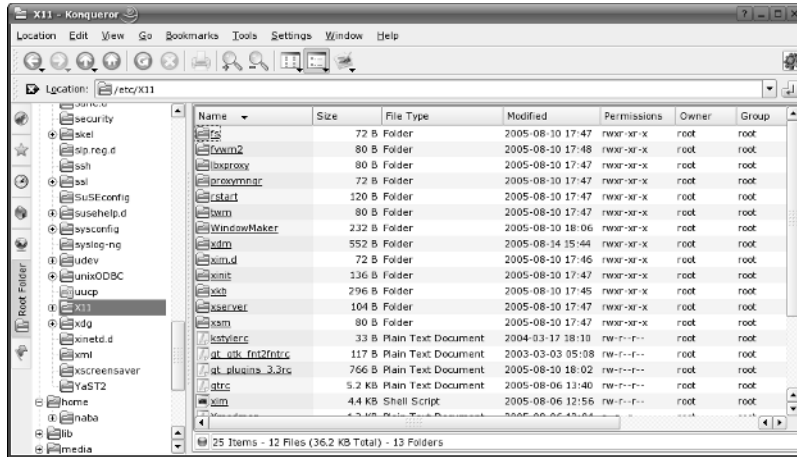 X11 - Konqueror
Location Edit View Go Bookmarks Tools Settings Window Help
Location: /etc/X11
Root Folder
security
skel
slp.reg.d
ssh
ssl
SuSEconfig
susehelp.d
sysconfig
syslog-ng
udev
unixODBC
uucp
X11
xdg
xinetd.d
xml
xscreensaver
YaST2
home
naba
lib
media
Name Size File Type Modified Permissions Owner Group
fs 72 B Folder 2005-08-10 17:47 rwxr-xr-x root root
fvwm2 80 B Folder 2005-08-10 17:48 rwxr-xr-x root root
lbxproxy 80 B Folder 2005-08-10 17:47 rwxr-xr-x root root
proxymngr 72 B Folder 2005-08-10 17:47 rwxr-xr-x root root
rstart 120 B Folder 2005-08-10 17:47 rwxr-xr-x root root
twm 80 B Folder 2005-08-10 17:47 rwxr-xr-x root root
WindowMaker 232 B Folder 2005-08-10 18:06 rwxr-xr-x root root
xdm 552 B Folder 2005-08-14 15:44 rwxr-xr-x root root
xim.d 72 B Folder 2005-08-10 17:46 rwxr-xr-x root root
xinit 136 B Folder 2005-08-10 17:47 rwxr-xr-x root root
xkb 296 B Folder 2005-08-10 17:45 rwxr-xr-x root root
xserver 104 B Folder 2005-08-10 17:47 rwxr-xr-x root root
xsm 80 B Folder 2005-08-10 17:47 rwxr-xr-x root root
kstylerc 33 B Plain Text Document 2004-03-17 18:10 rw-r--r-- root root
qt_gtk_fnt2fntrc 117 B Plain Text Document 2003-03-03 05:08 rw-r--r-- root root
qt_plugins_3.3rc 766 B Plain Text Document 2005-08-10 18:02 rw-r--r-- root root
qtrc 5.2 KB Plain Text Document 2005-08-06 13:40 rw-r--r-- root root
xim 4.4 KB Shell Script 2005-08-06 12:56 rw-r--r-- root root
25 Items - 12 Files (36.2 KB Total) - 13 Folders